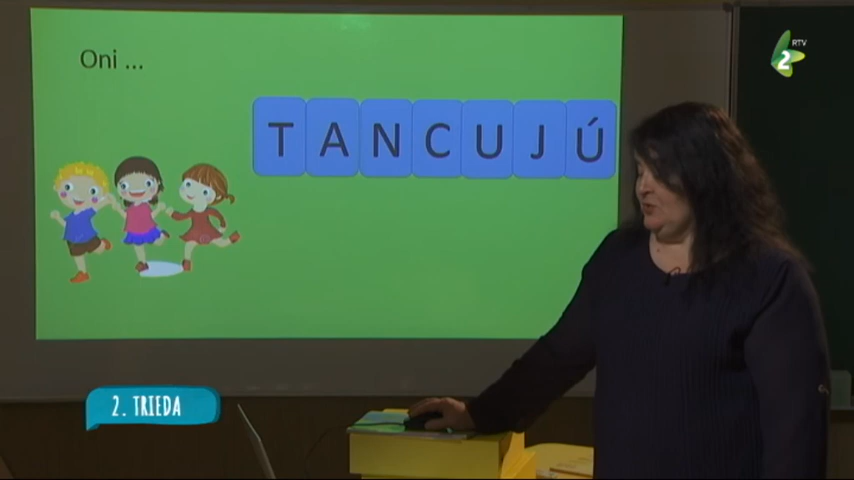 Oni ...
TANCUJÚ
RTV
2
2. TRIEDA